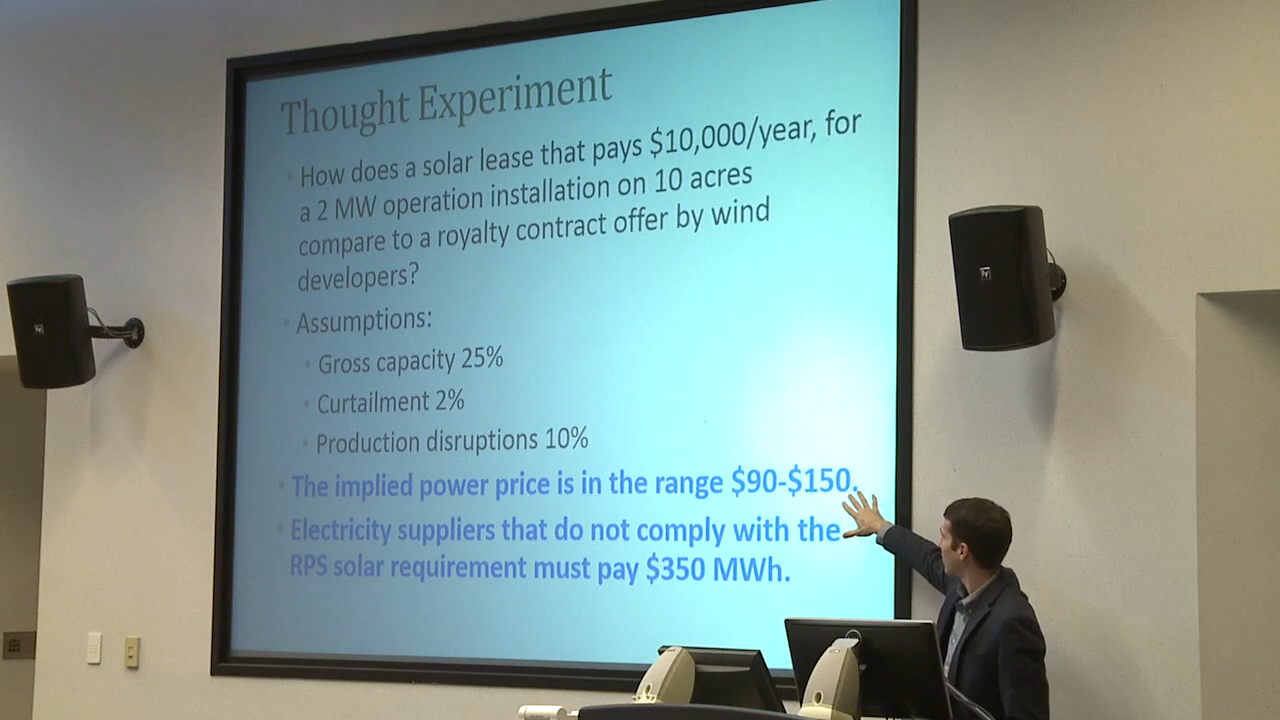 Thought Experiment
How does a solar lease that pays $10,000/year, for
a 2 MW operation installation on 10 acres
compare to a royalty contract offer by wind
developers?
Assumptions:
Gross capacity 25%
Curtailment 2%
Production disruptions 10%
The implied power price is in the range $90-$150.
Electricity suppliers that do not comply with the
RPS solar requirement must pay $350 MWh.